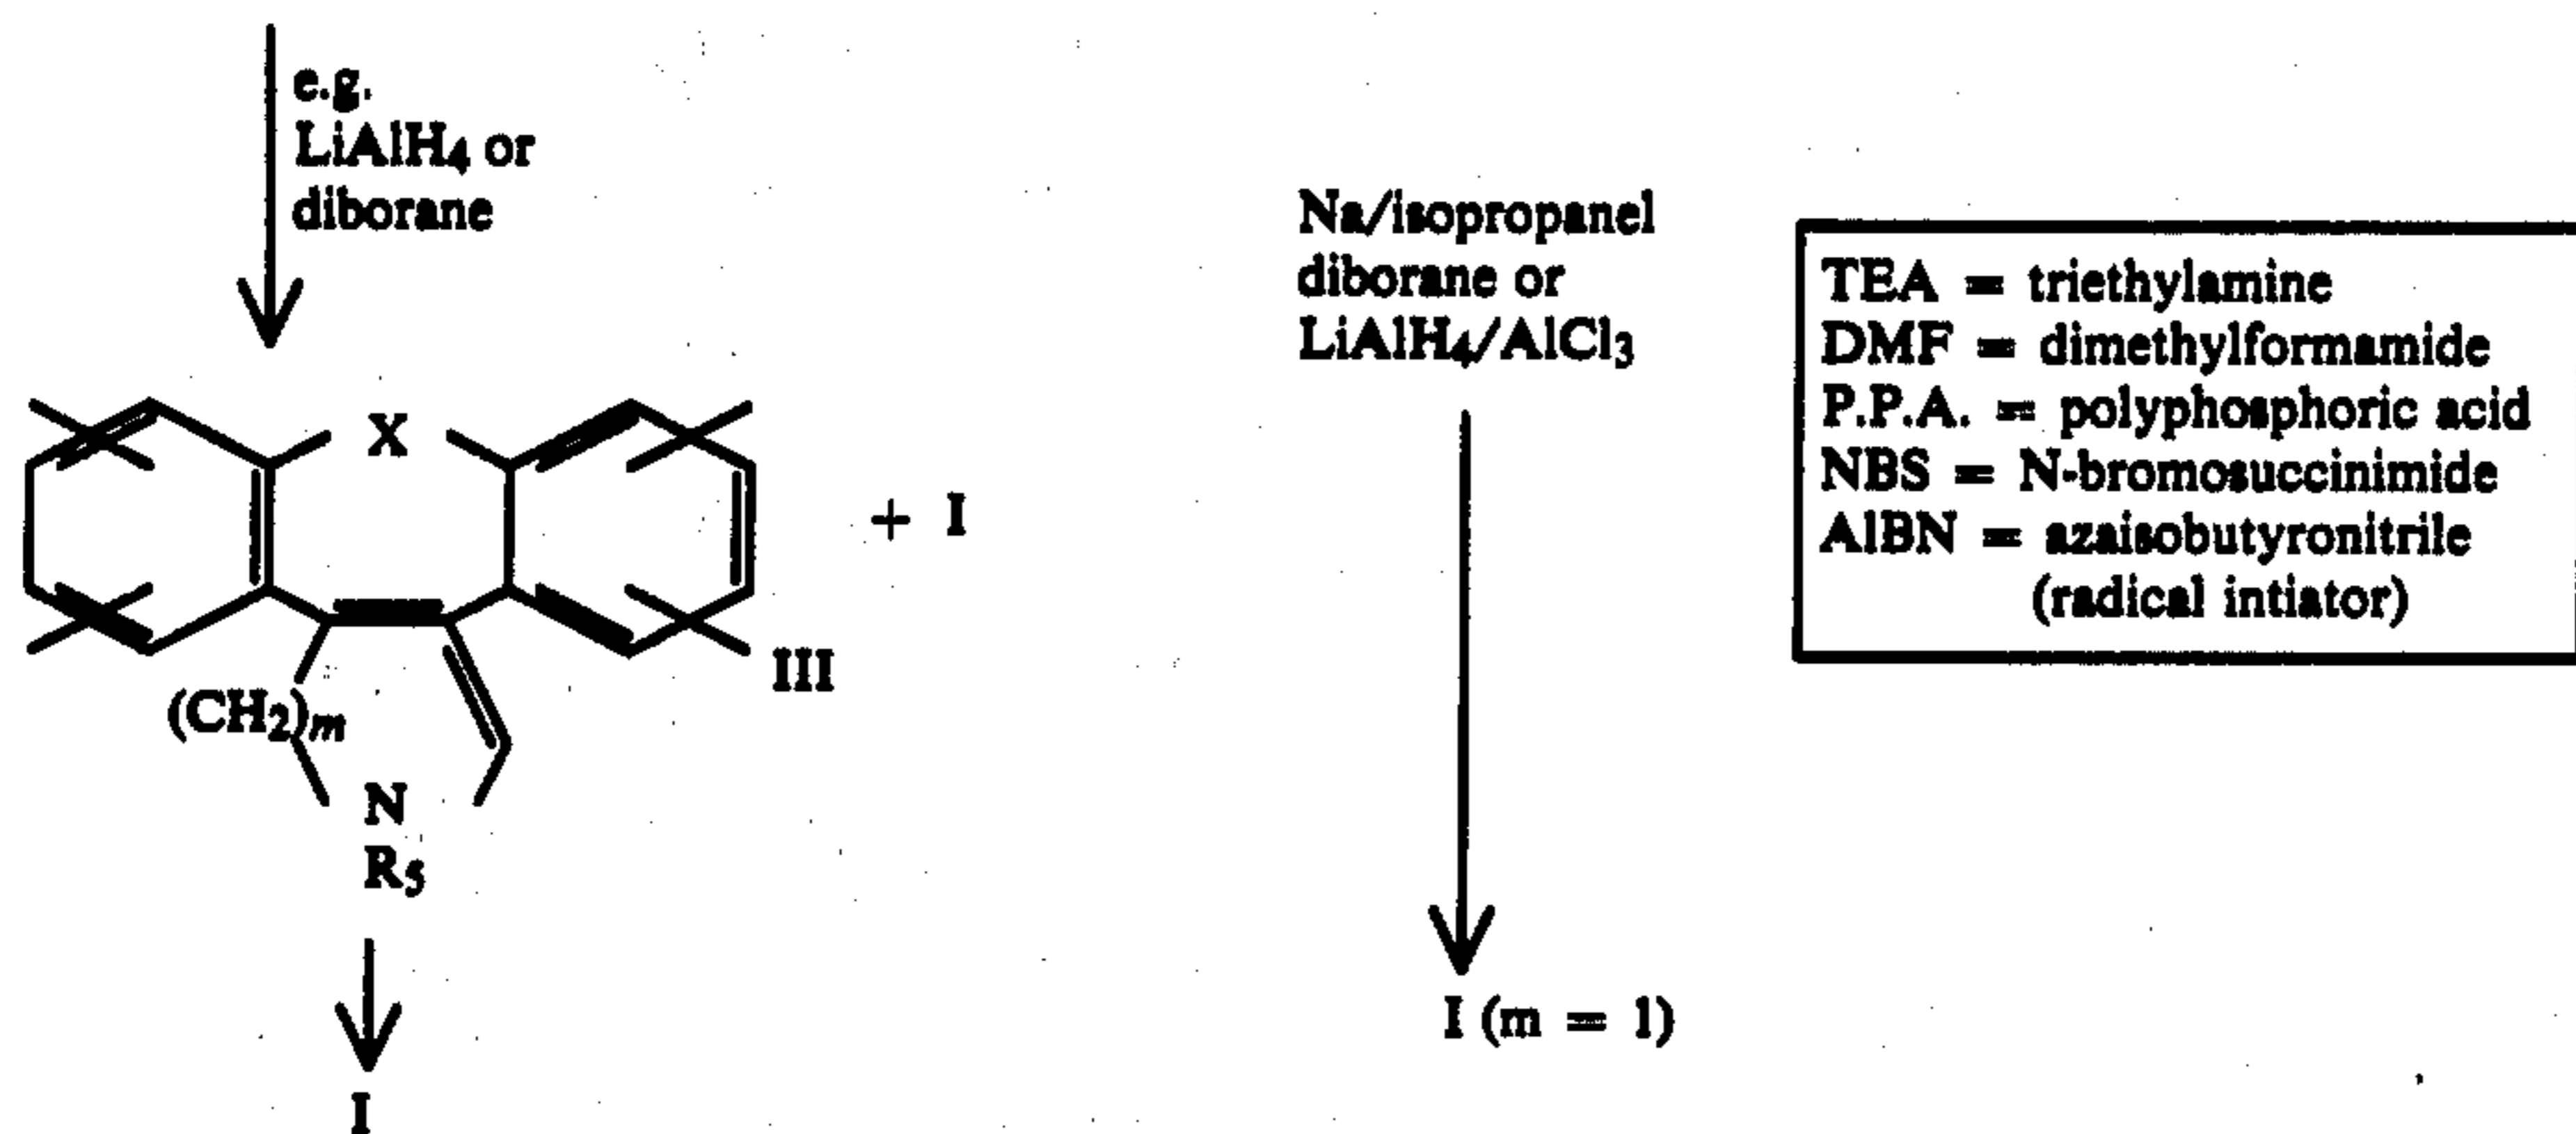 e.g.
LiAlH4 or
diborane
X
+ I
III
(CH2)m
N
R5
I
Na/isopropanel
diborane or
LiAlH4/AlCl3
I (m = 1)
TEA = triethylamine
DMF = dimethylformamide
P.P.A. = polyphosphoric acid
NBS = N-bromosuccinimide
AlBN = azaisobutyronitrile
(radical intiator)